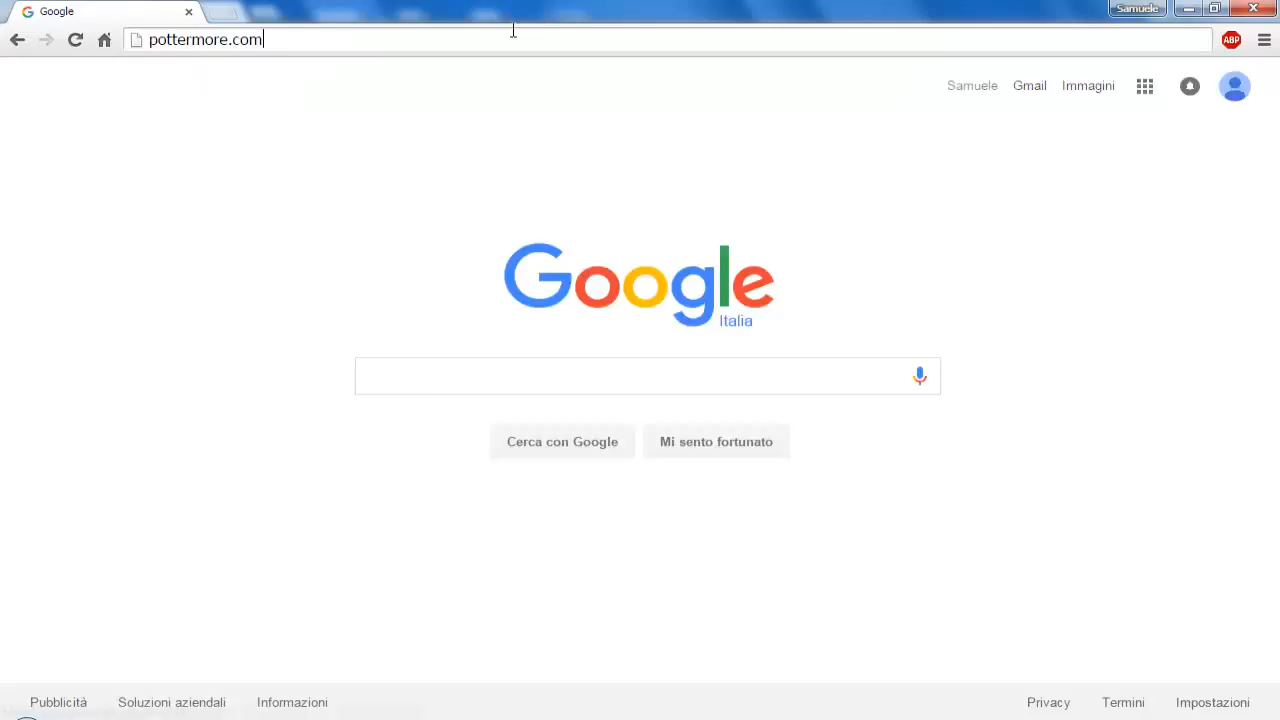 Google
Samuele
pottermore.com
ABP
Samuele Gmail Immagini
Google
Italia
Cerca con Google Mi sento fortunato
Pubblicità Soluzioni aziendali Informazioni Privacy Termini Impostazioni